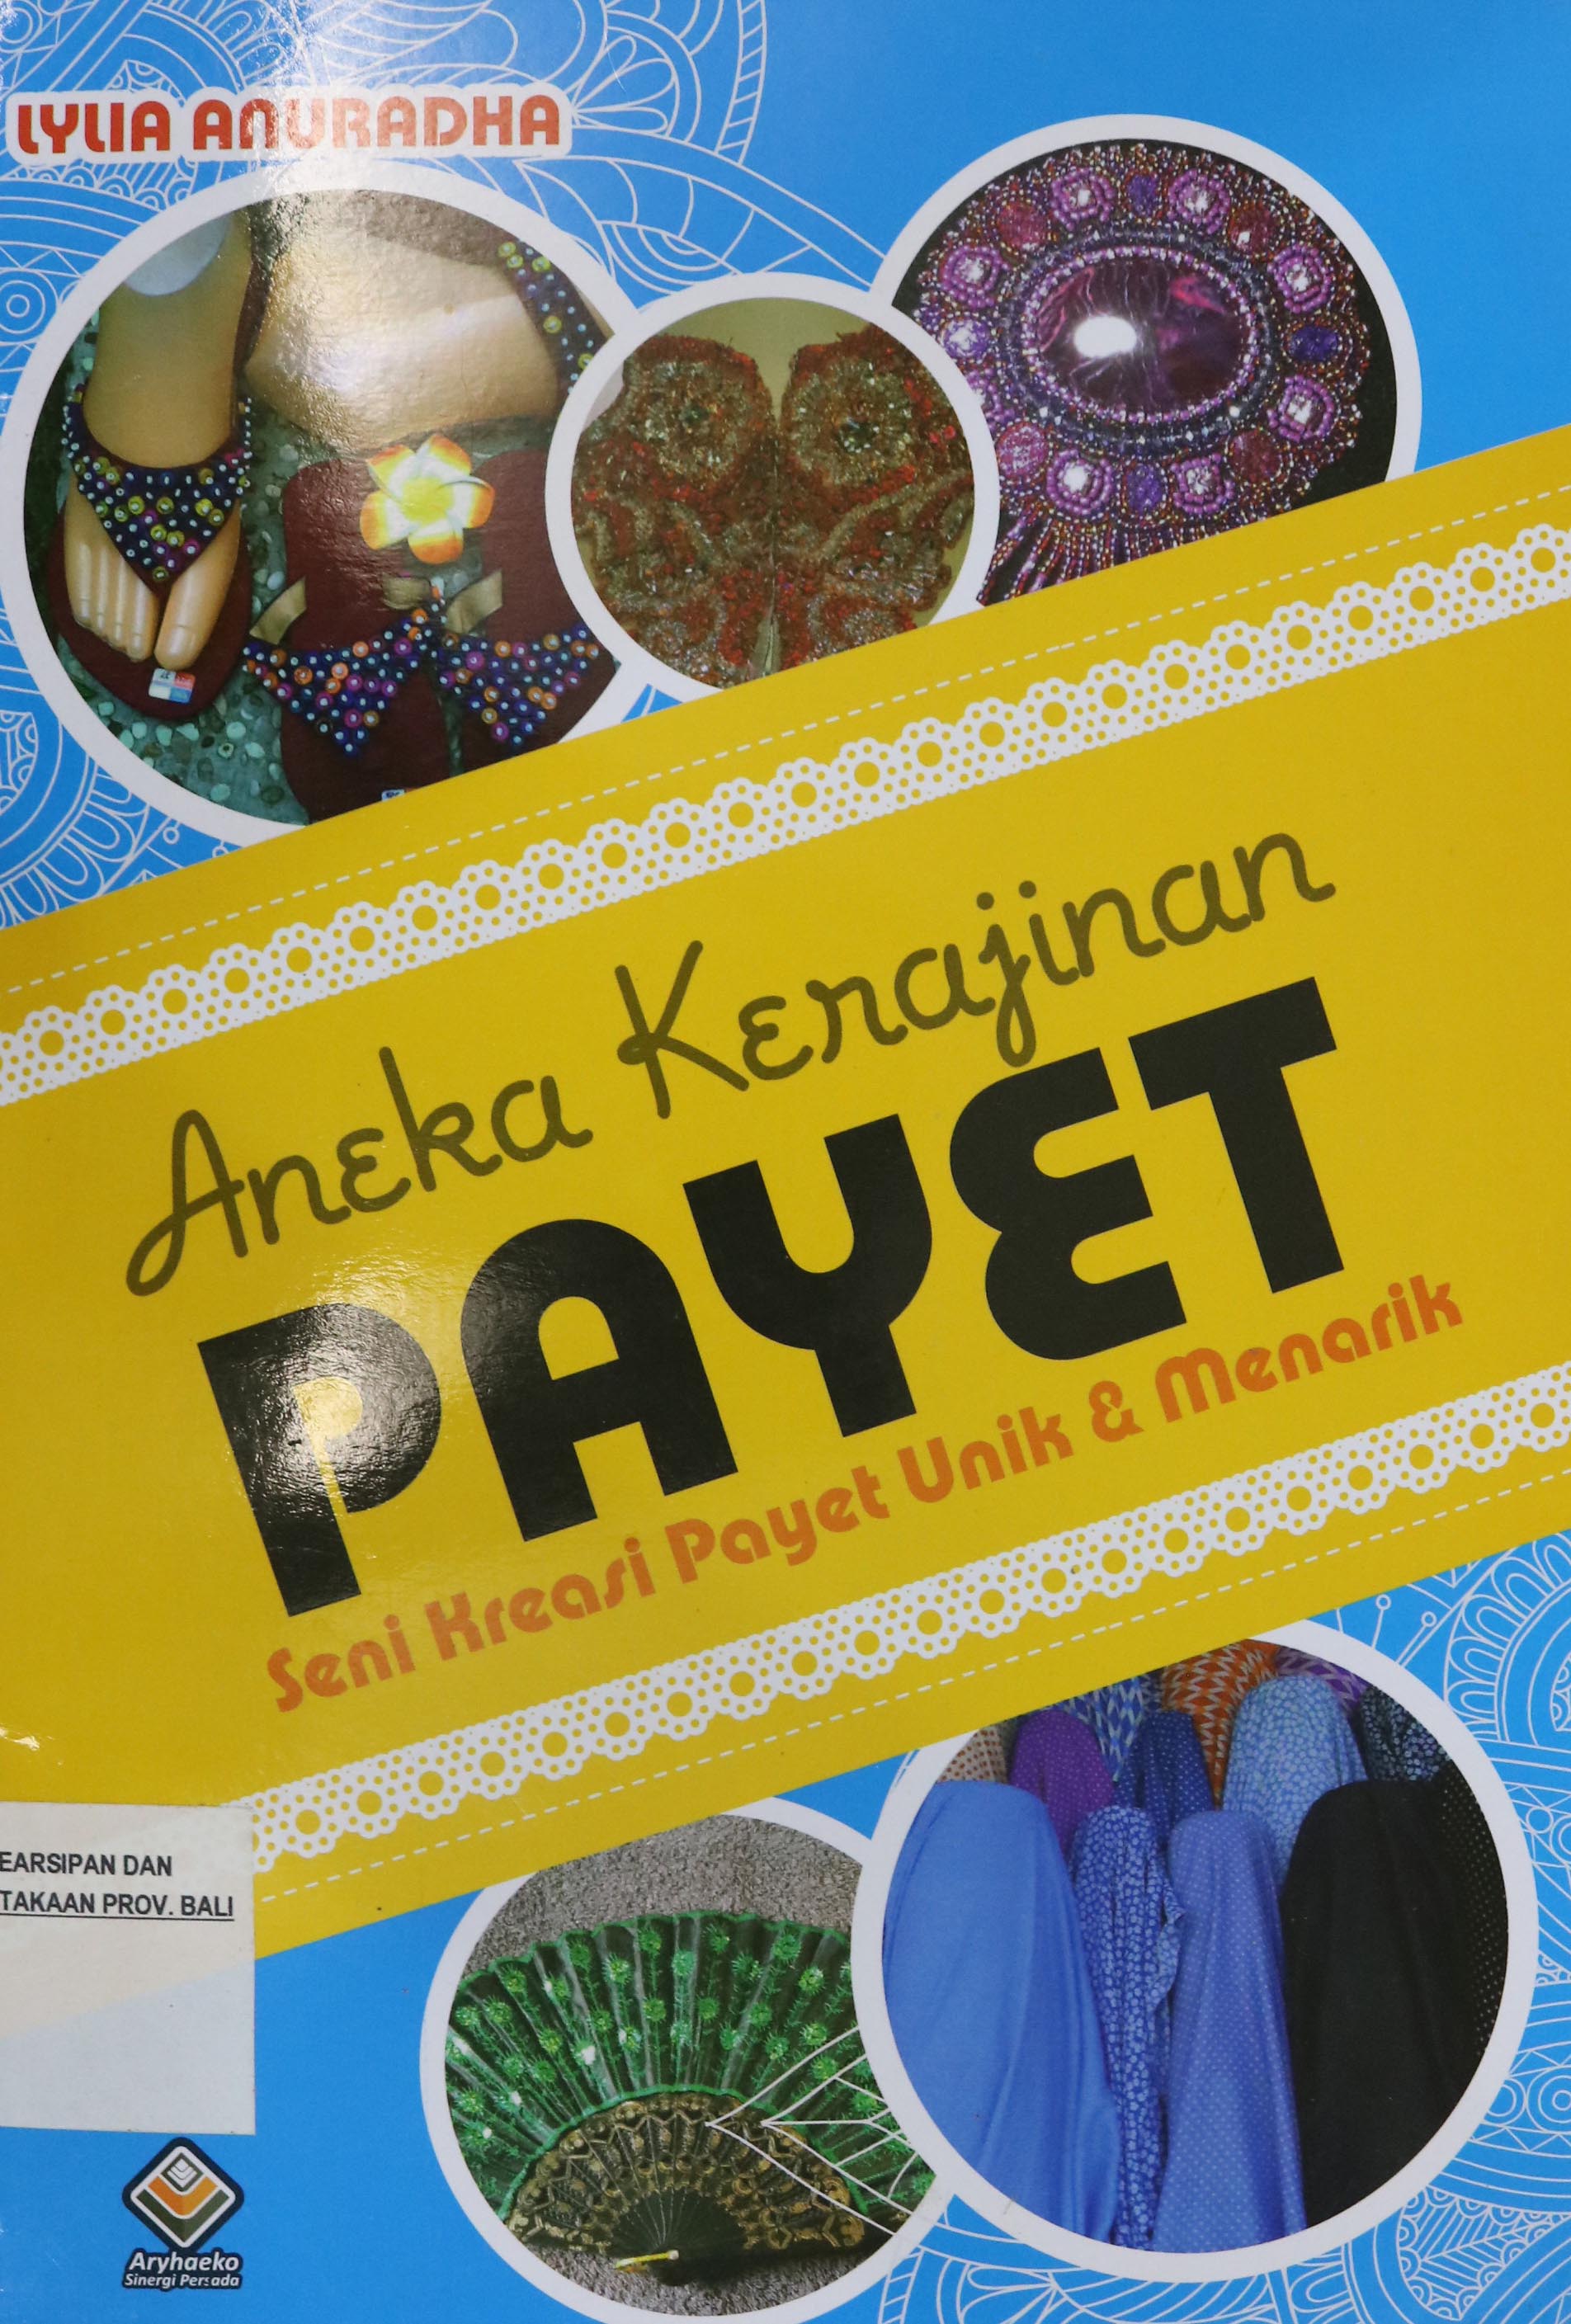 LYLIA ANURADHA
Aneka Kerajinan
PAYET
Seni Kreasi Payet Unik & Menarik
EARSIPAN DAN
TAKAAN PROV. BALI
Aryhaeko
Sinergi Persada